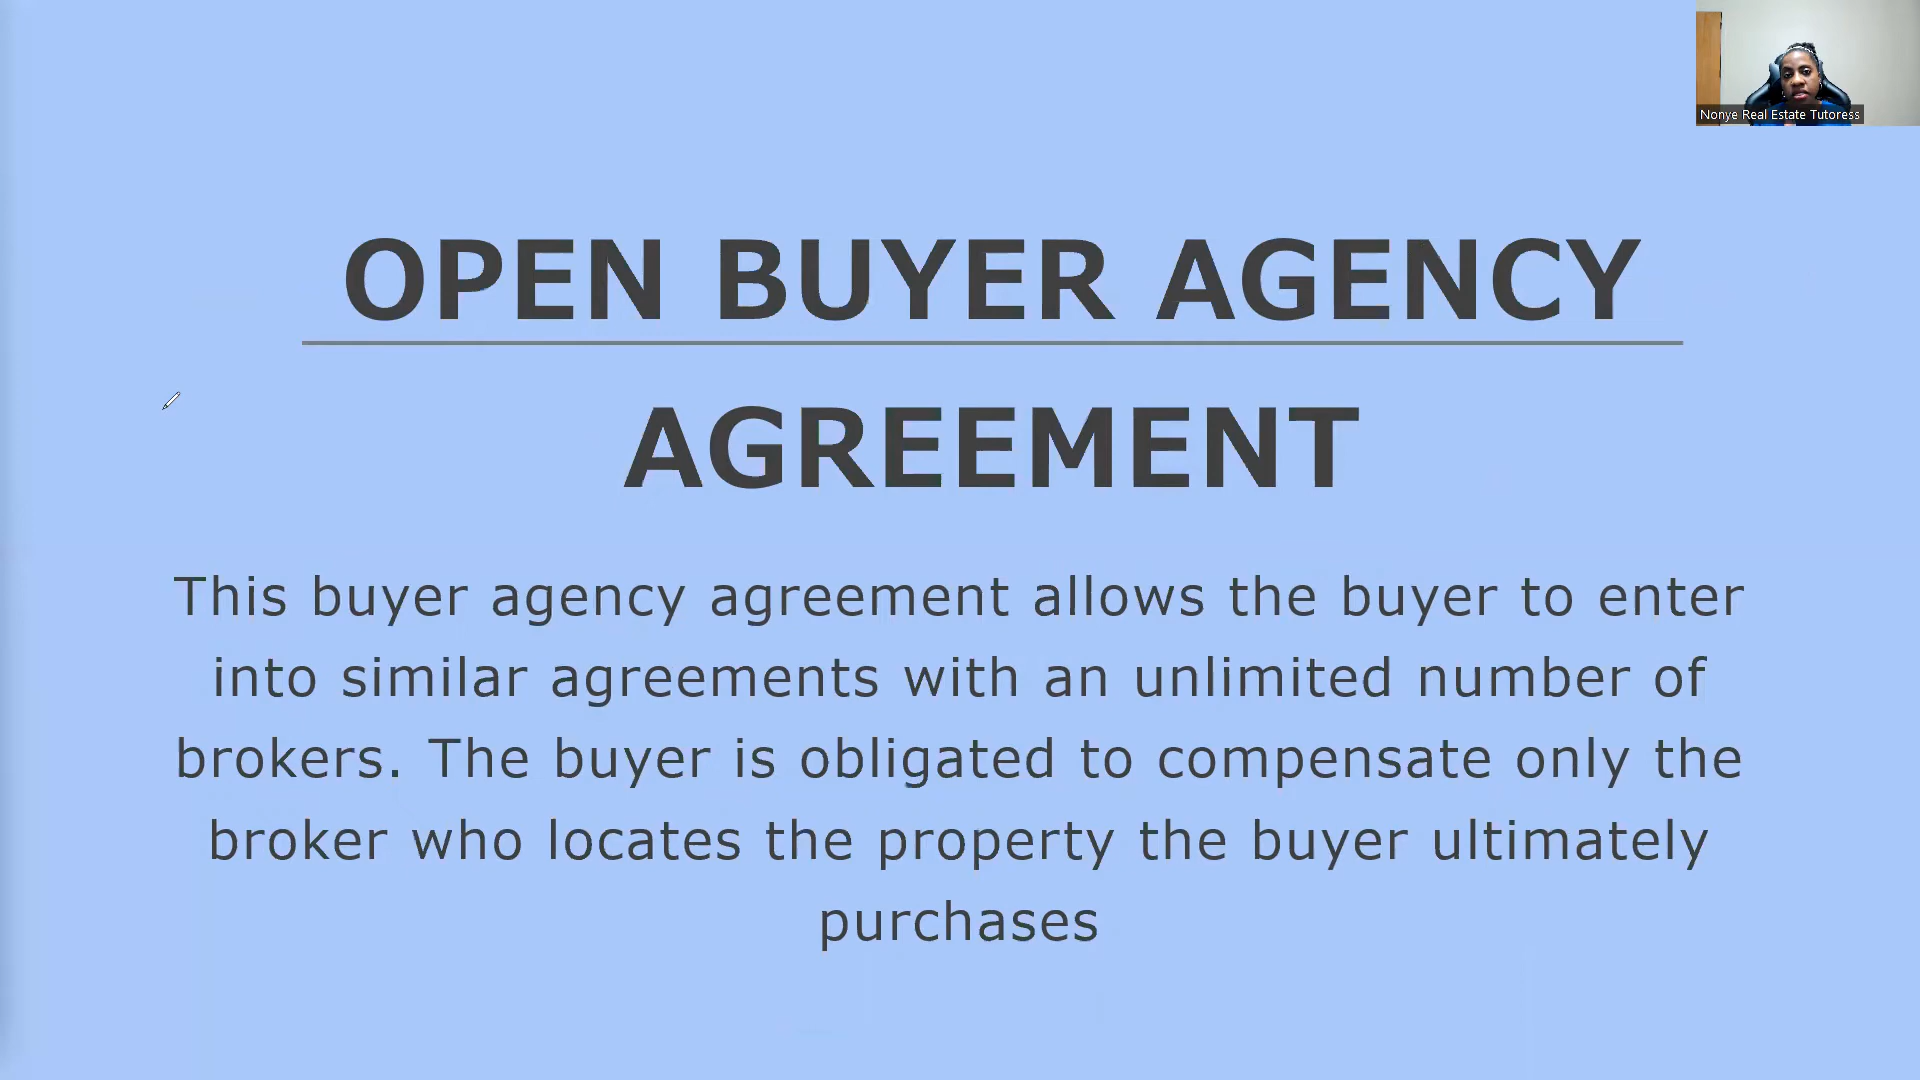 Nonye Real Estate Tutoress
OPEN BUYER AGENCY
AGREEMENT
This buyer agency agreement allows the buyer to enter
into similar agreements with an unlimited number of
brokers. The buyer is obligated to compensate only the
broker who locates the property the buyer ultimately
purchases